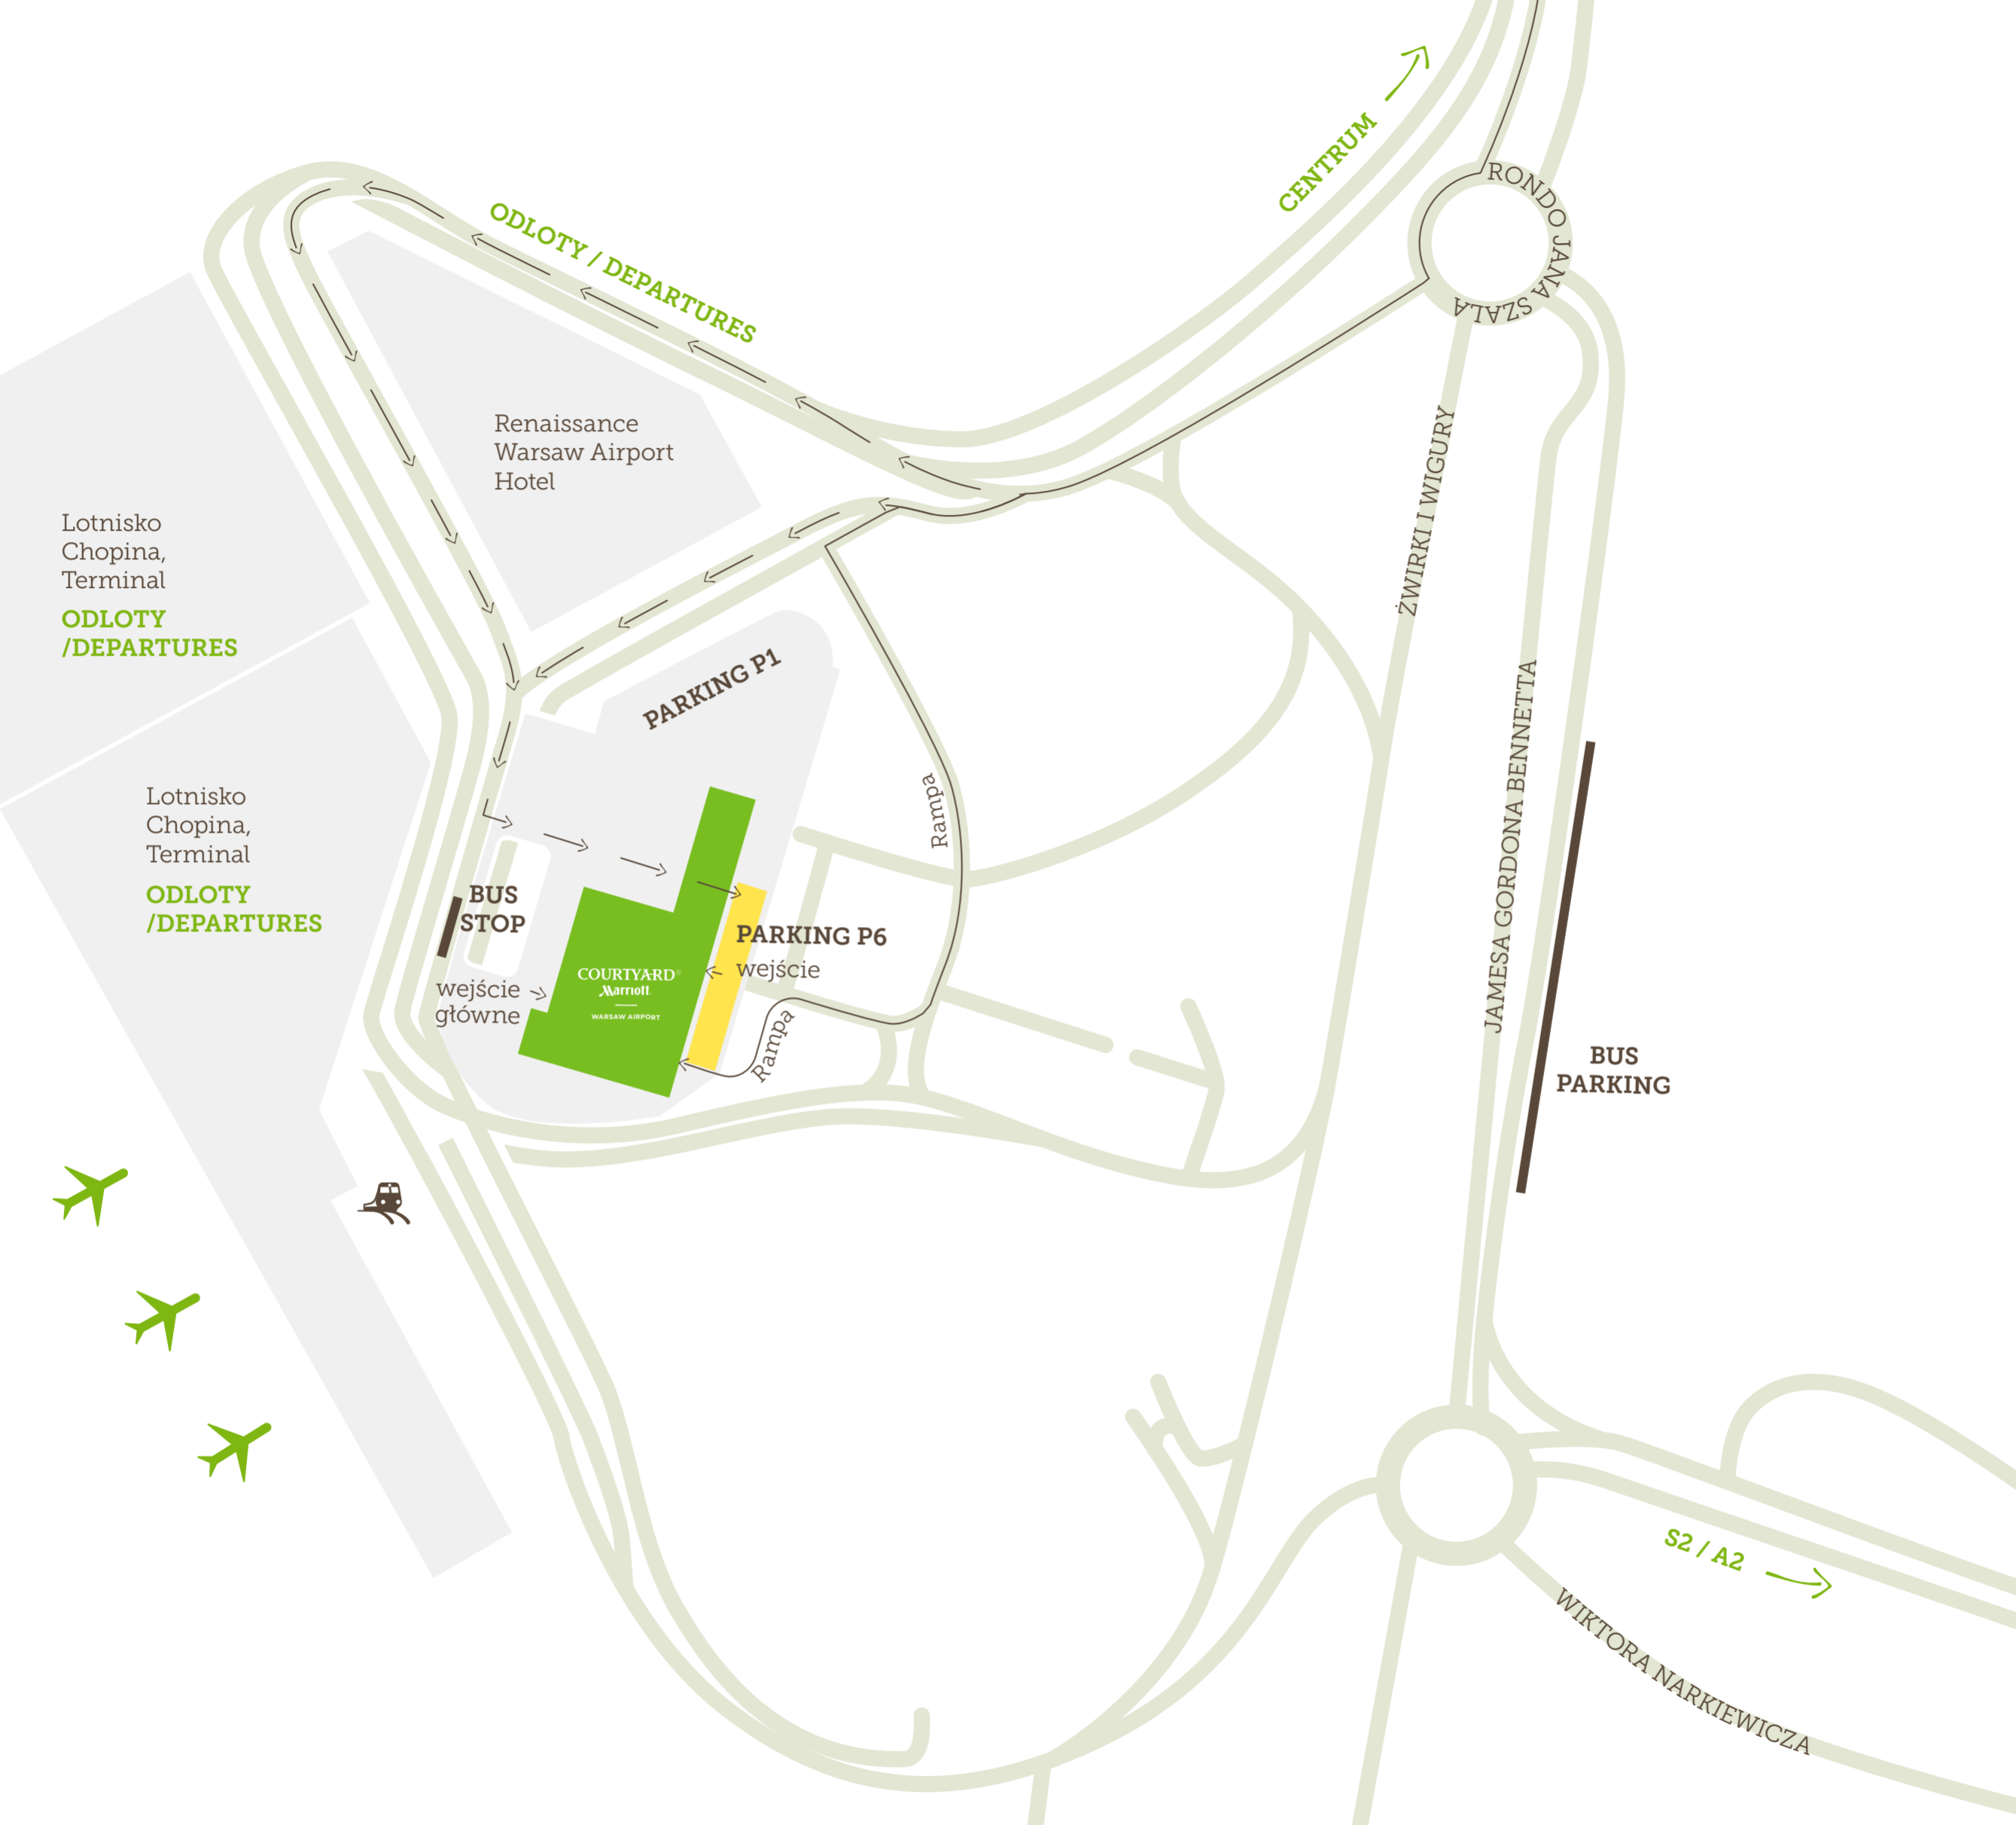 CENTRUM
RONDO JANA SZALA
ODLOTY / DEPARTURES
Renaissance
Warsaw Airport
Hotel
ŻWIRKI I WIGURY
Lotnisko
Chopina,
Terminal
ODLOTY
/DEPARTURES
PARKING P1
JAMESA GORDONA BENNETTA
Rampa
Lotnisko
Chopina,
Terminal
ODLOTY
/DEPARTURES
BUS
STOP
PARKING P6
wejście
COURTYARD®
Marriott
WARSAW AIRPORT
wejście
główne
Rampa
BUS
PARKING
S2 / A2
WIKTORA NARKIEWICZA